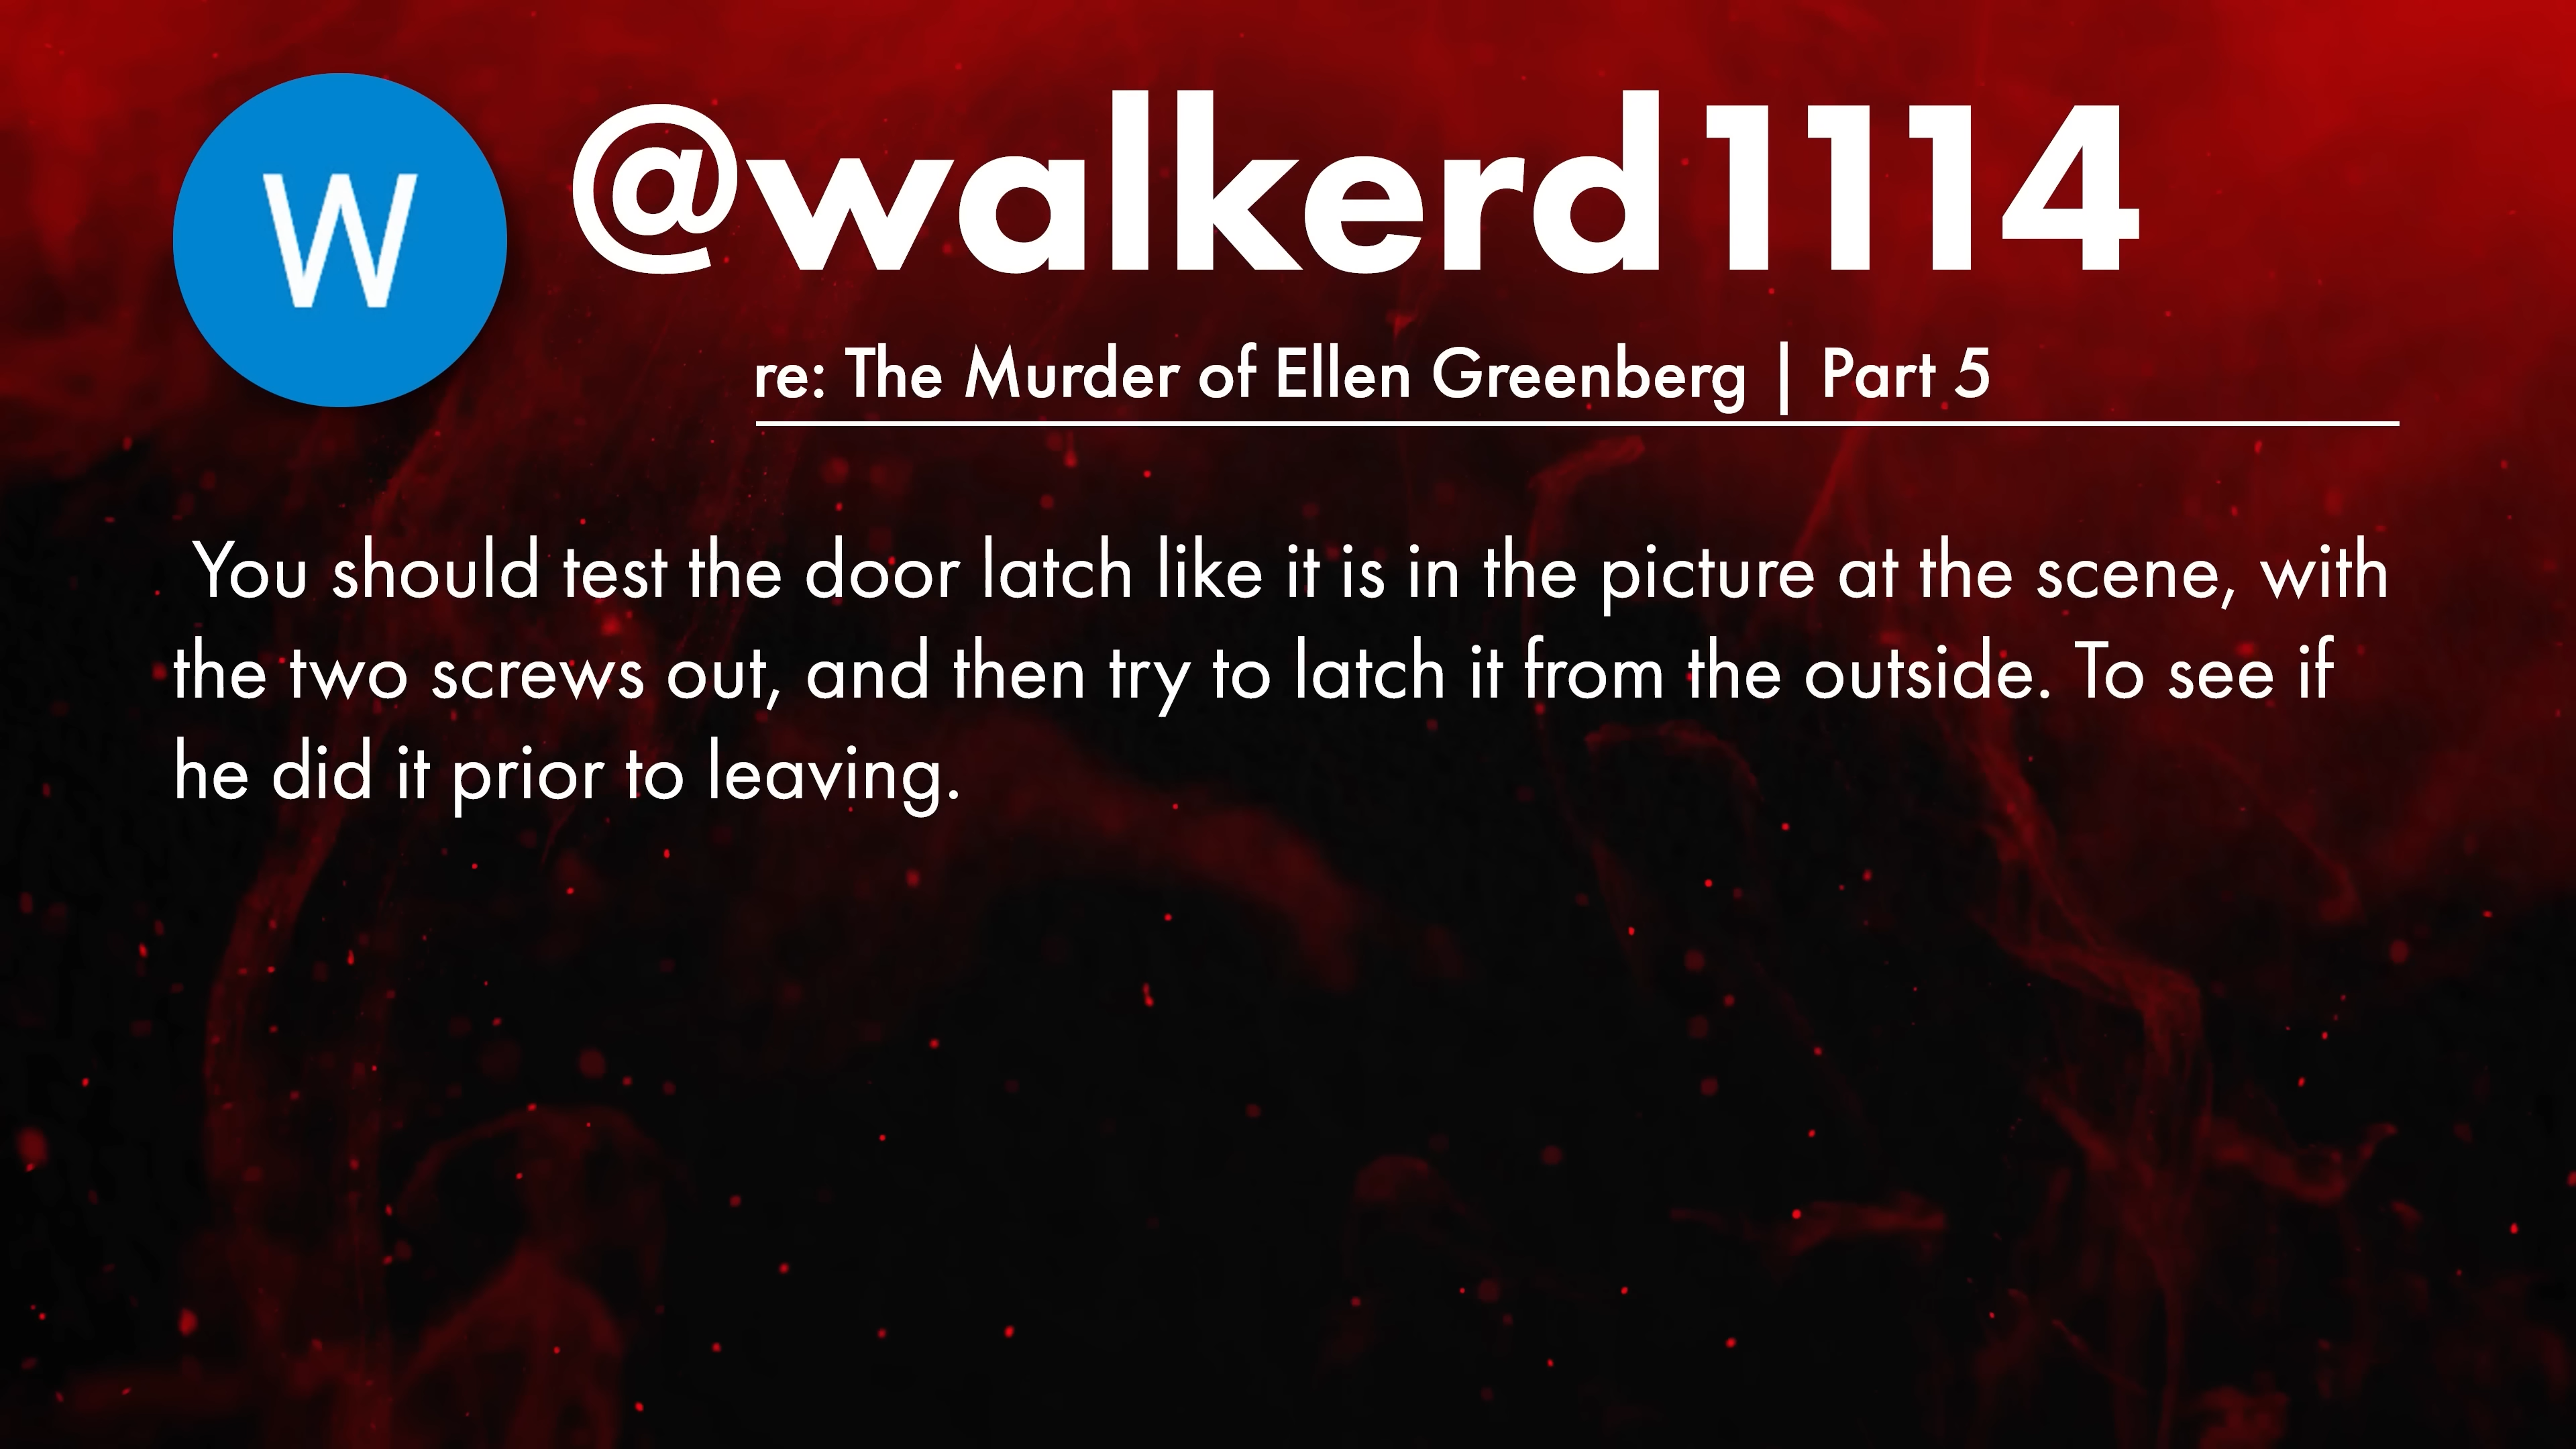 W
@walkerd1114
re: The Murder of Ellen Greenberg | Part 5
You should test the door latch like it is in the picture at the scene, with
the two screws out, and then try to latch it from the outside. To see if
he did it prior to leaving.